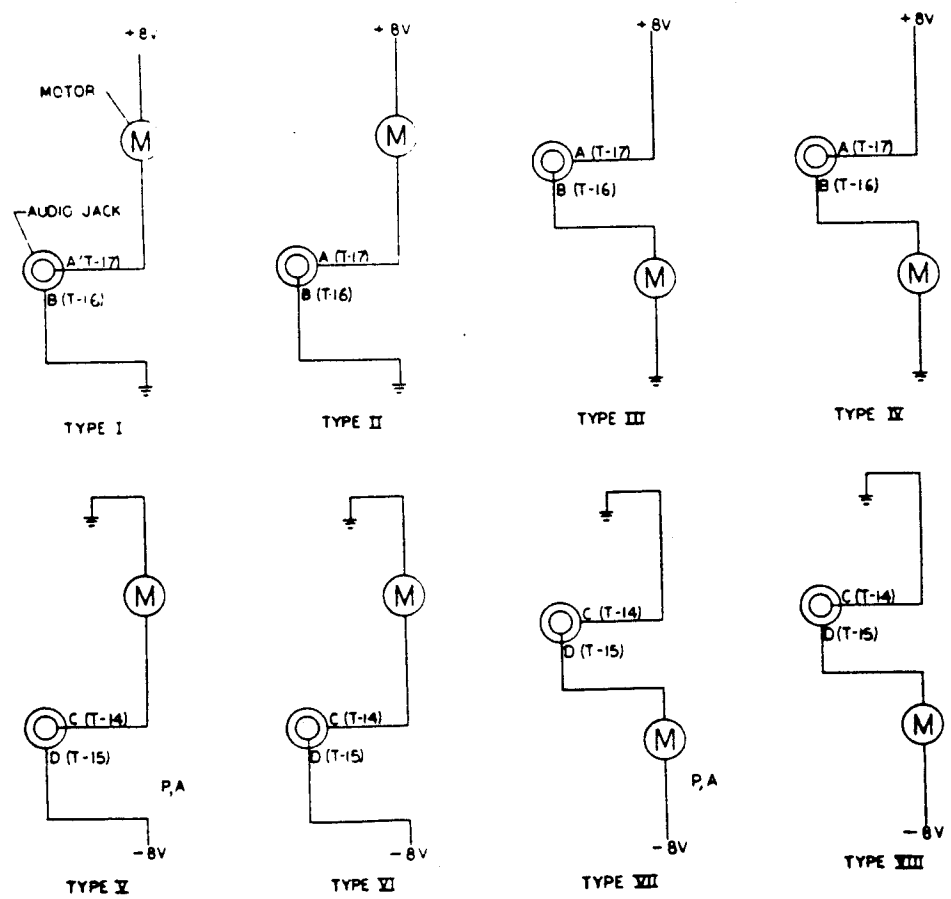 +8V
+8V
+8V
+8V
MOTOR
M
M
A (T-17)
B (T-16)
A (T-17)
B (T-16)
AUDIO JACK
A (T-17)
B (T-16)
A (T-17)
B (T-16)
M
M
TYPE I
TYPE II
TYPE III
TYPE IV
M
M
C (T-14)
D (T-15)
C (T-14)
D (T-15)
C (T-14)
D (T-15)
C (T-14)
D (T-15)
M
M
P,A
P,A
-8V
-8V
-8V
-8V
TYPE V
TYPE VI
TYPE VII
TYPE VIII